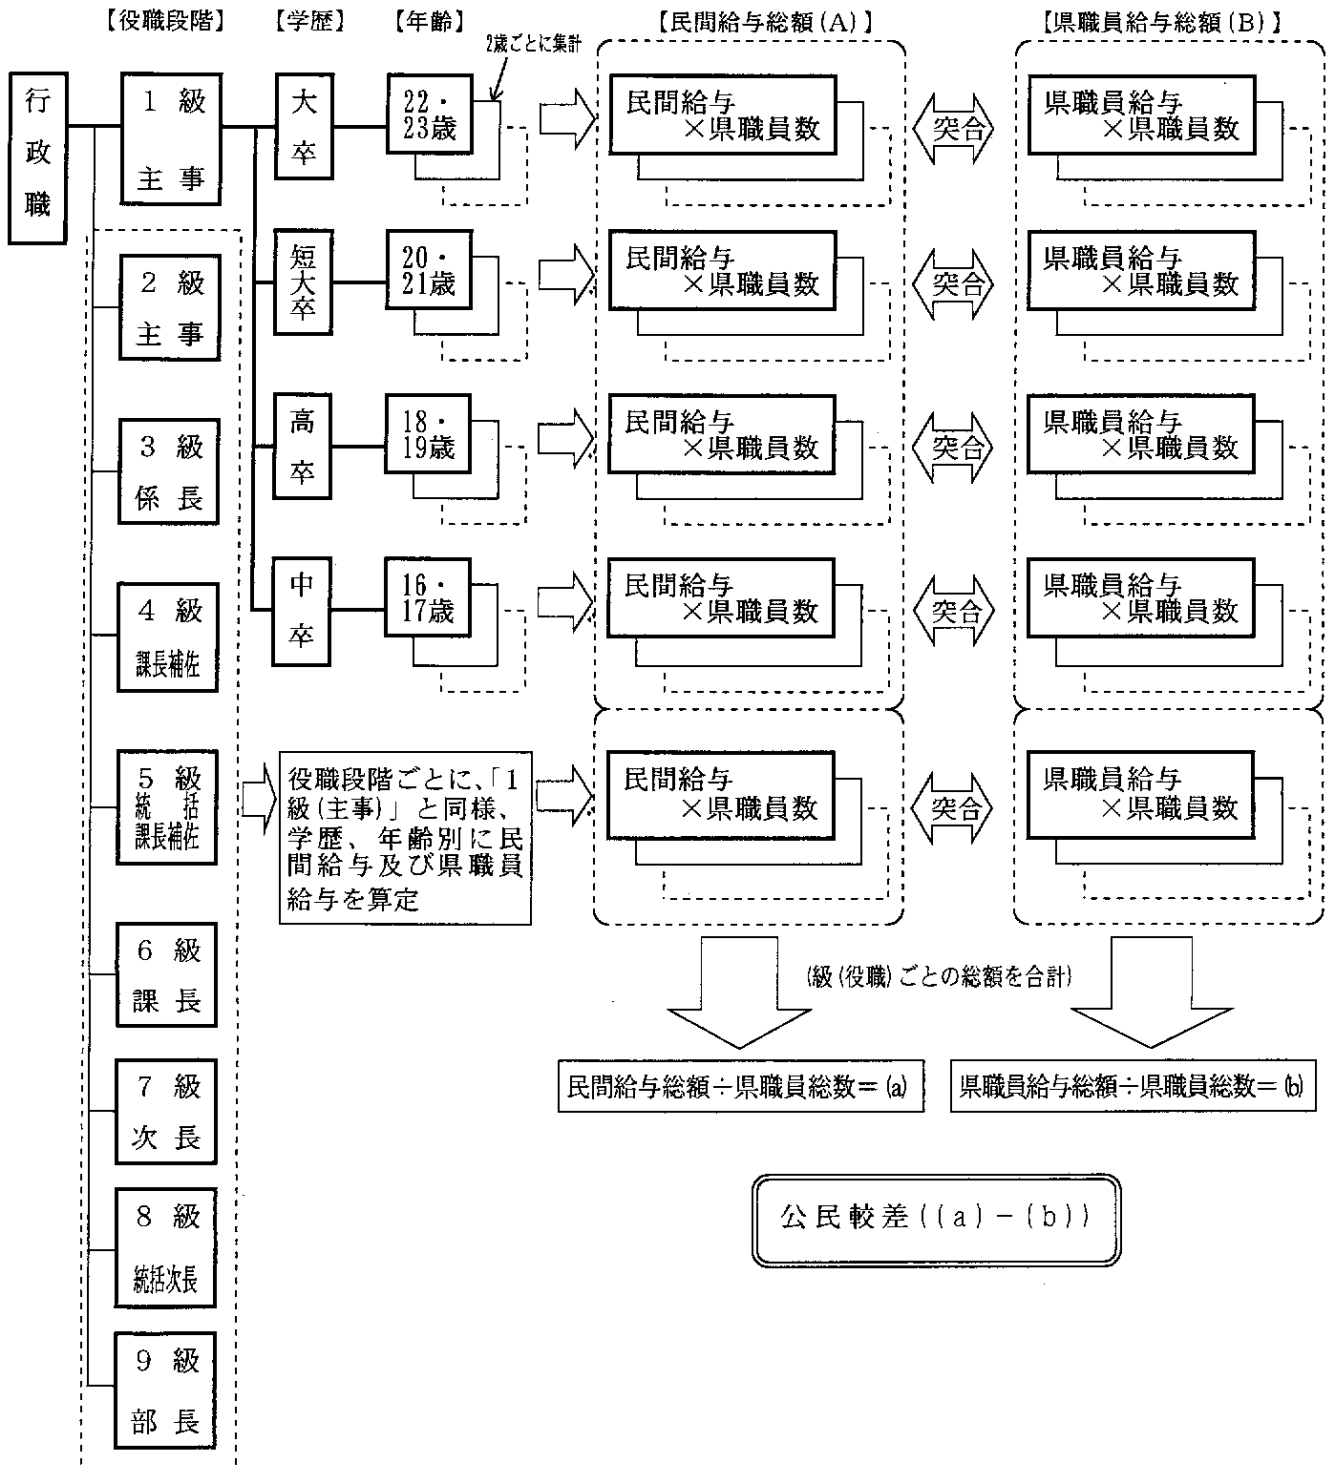 【役職段階】 【学歴】 【年齢】 【民間給与総額(A)】 【県職員給与総額(B)】
2歳ごとに集計
行政職
1 級
主 事
大卒
22・
23歳
民間給与
×県職員数
突合
県職員給与
×県職員数
2 級
主 事
短大卒
20・
21歳
民間給与
×県職員数
突合
県職員給与
×県職員数
3 級
係 長
高卒
18・
19歳
民間給与
×県職員数
突合
県職員給与
×県職員数
4 級
課長補佐
中卒
16・
17歳
民間給与
×県職員数
突合
県職員給与
×県職員数
5 級
統 括
課長補佐
役職段階ごとに、「1
級(主事)」と同様、
学歴、年齢別に民
間給与及び県職員
給与を算定
民間給与
×県職員数
突合
県職員給与
×県職員数
6 級
課 長
(級(役職)ごとの総額を合計)
7 級
次 長
民間給与総額÷県職員総数=(a)
県職員給与総額÷県職員総数=(b)
8 級
統括次長
公民較差((a)-(b))
9 級
部 長